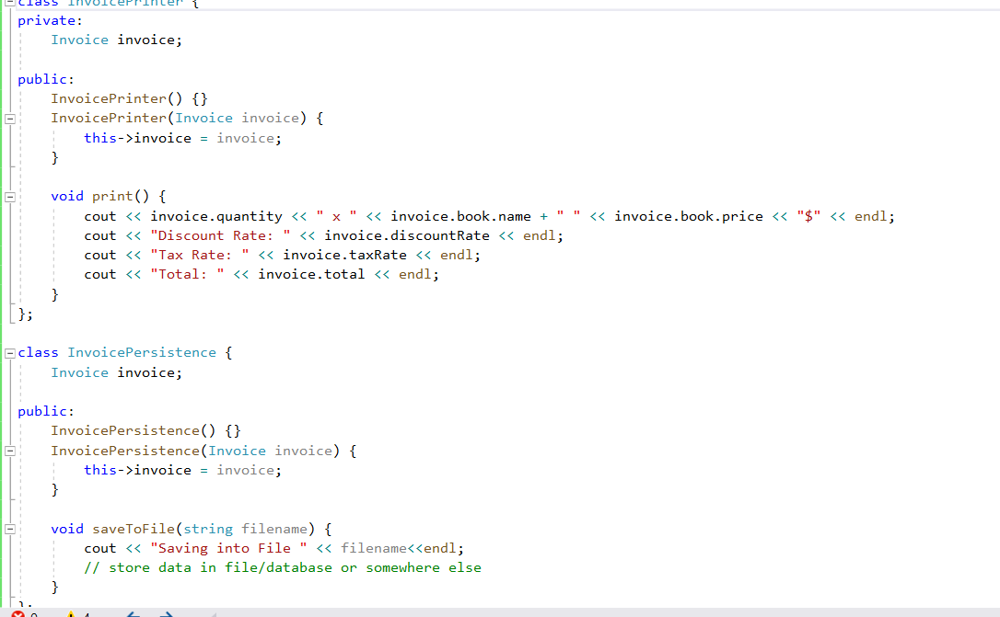 class InvoicePrinter {
private:
    Invoice invoice;

public:
    InvoicePrinter() {}
    InvoicePrinter(Invoice invoice) {
        this->invoice = invoice;
    }

    void print() {
        cout << invoice.quantity << " x " << invoice.book.name + " " << invoice.book.price << "$" << endl;
        cout << "Discount Rate: " << invoice.discountRate << endl;
        cout << "Tax Rate: " << invoice.taxRate << endl;
        cout << "Total: " << invoice.total << endl;
    }
};

class InvoicePersistence {
    Invoice invoice;

public:
    InvoicePersistence() {}
    InvoicePersistence(Invoice invoice) {
        this->invoice = invoice;
    }

    void saveToFile(string filename) {
        cout << "Saving into File " << filename<<endl;
        // store data in file/database or somewhere else
    }
};